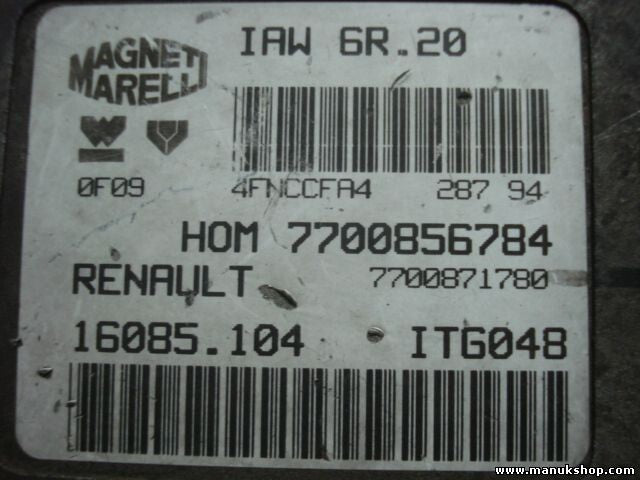 MAGNETI
MARELLI
IAW 6R.20
0F09 4FNCCFA4 287 94
HOM 7700856784
RENAULT 7700871780
16085.104 ITG048
www.manukshop.com